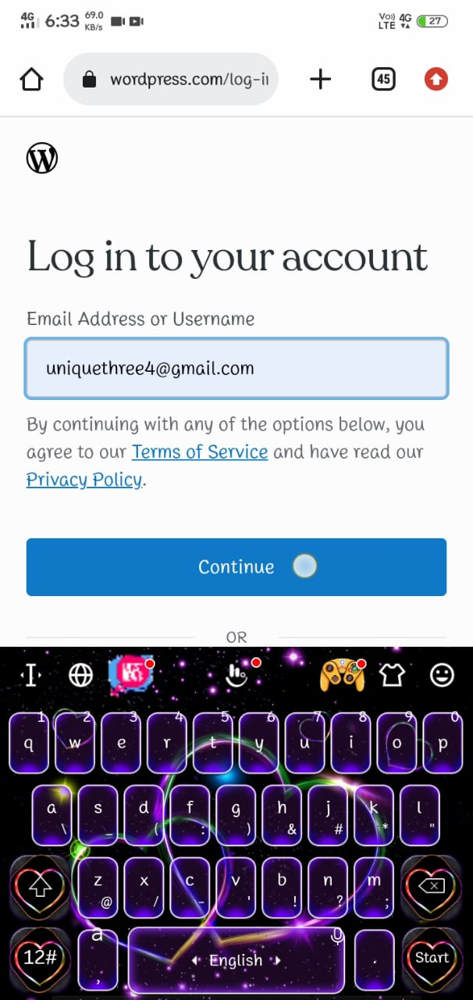 4G 6:33 69.0 KB/s Vo)) LTE 4G 27
wordpress.com/log-i 45
W
Log in to your account
Email Address or Username
uniquethree4@gmail.com
By continuing with any of the options below, you
agree to our Terms of Service and have read our
Privacy Policy.
Continue
OR
1 2 3 4 5 6 7 8 9 0
q w e r t y u i o p
a s d f g h j k l
\ _ ( : ) & # * "
z x c v b n m
@ / - ' ! ? ;
12# a , English . Start